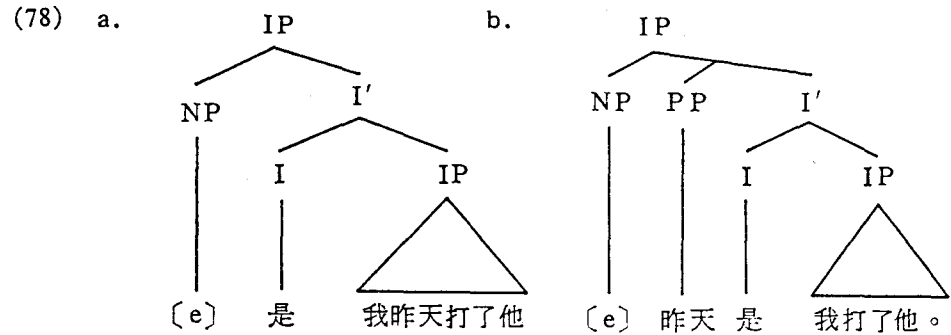 (78) a. IP b. IP
NP I′ NP PP I′
I IP I IP
〔e〕 是 我昨天打了他 〔e〕 昨天 是 我打了他。